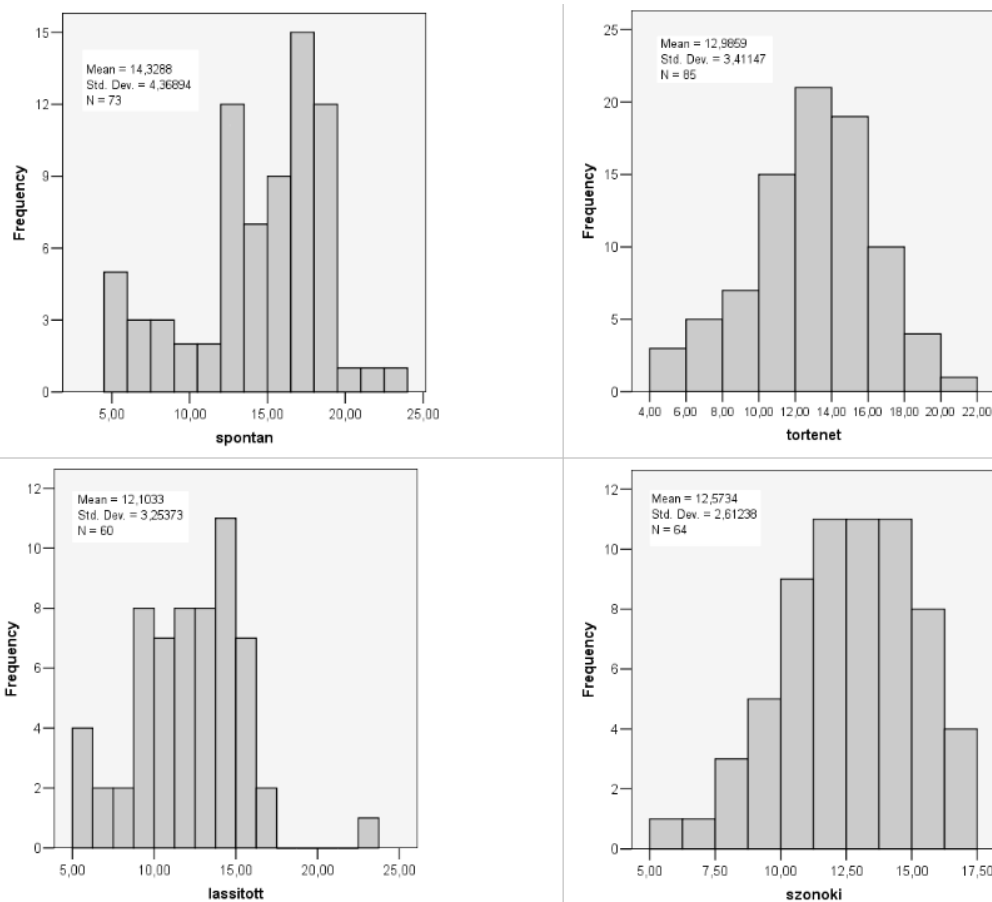 Mean = 14,3288
Std. Dev. = 4,36894
N = 73
15
12
9
6
3
0
Frequency
5,00 10,00 15,00 20,00 25,00
spontan
Mean = 12,9859
Std. Dev. = 3,41147
N = 85
25
20
15
10
5
0
Frequency
4,00 6,00 8,00 10,00 12,00 14,00 16,00 18,00 20,00 22,00
tortenet
Mean = 12,1033
Std. Dev. = 3,25373
N = 60
12
10
8
6
4
2
0
Frequency
5,00 10,00 15,00 20,00 25,00
lassitott
Mean = 12,5734
Std. Dev. = 2,61238
N = 64
12
10
8
6
4
2
0
Frequency
5,00 7,50 10,00 12,50 15,00 17,50
szonoki